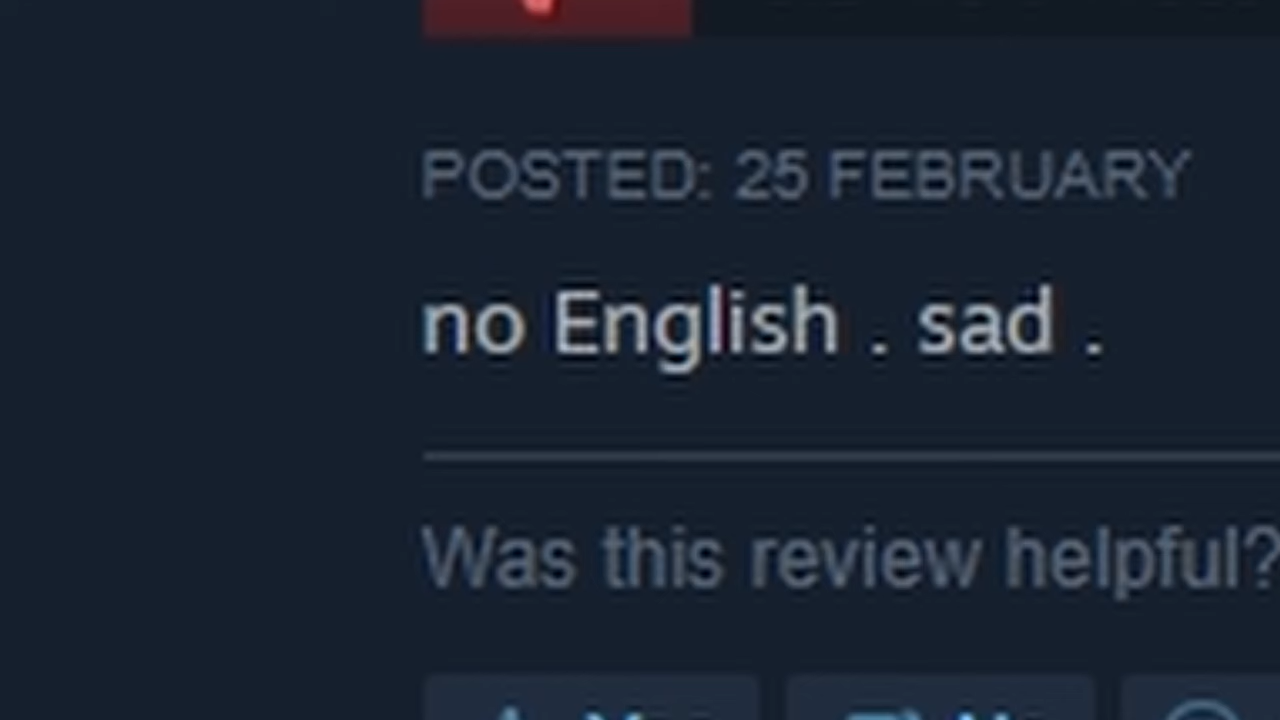 POSTED: 25 FEBRUARY
no English . sad .
Was this review helpful?